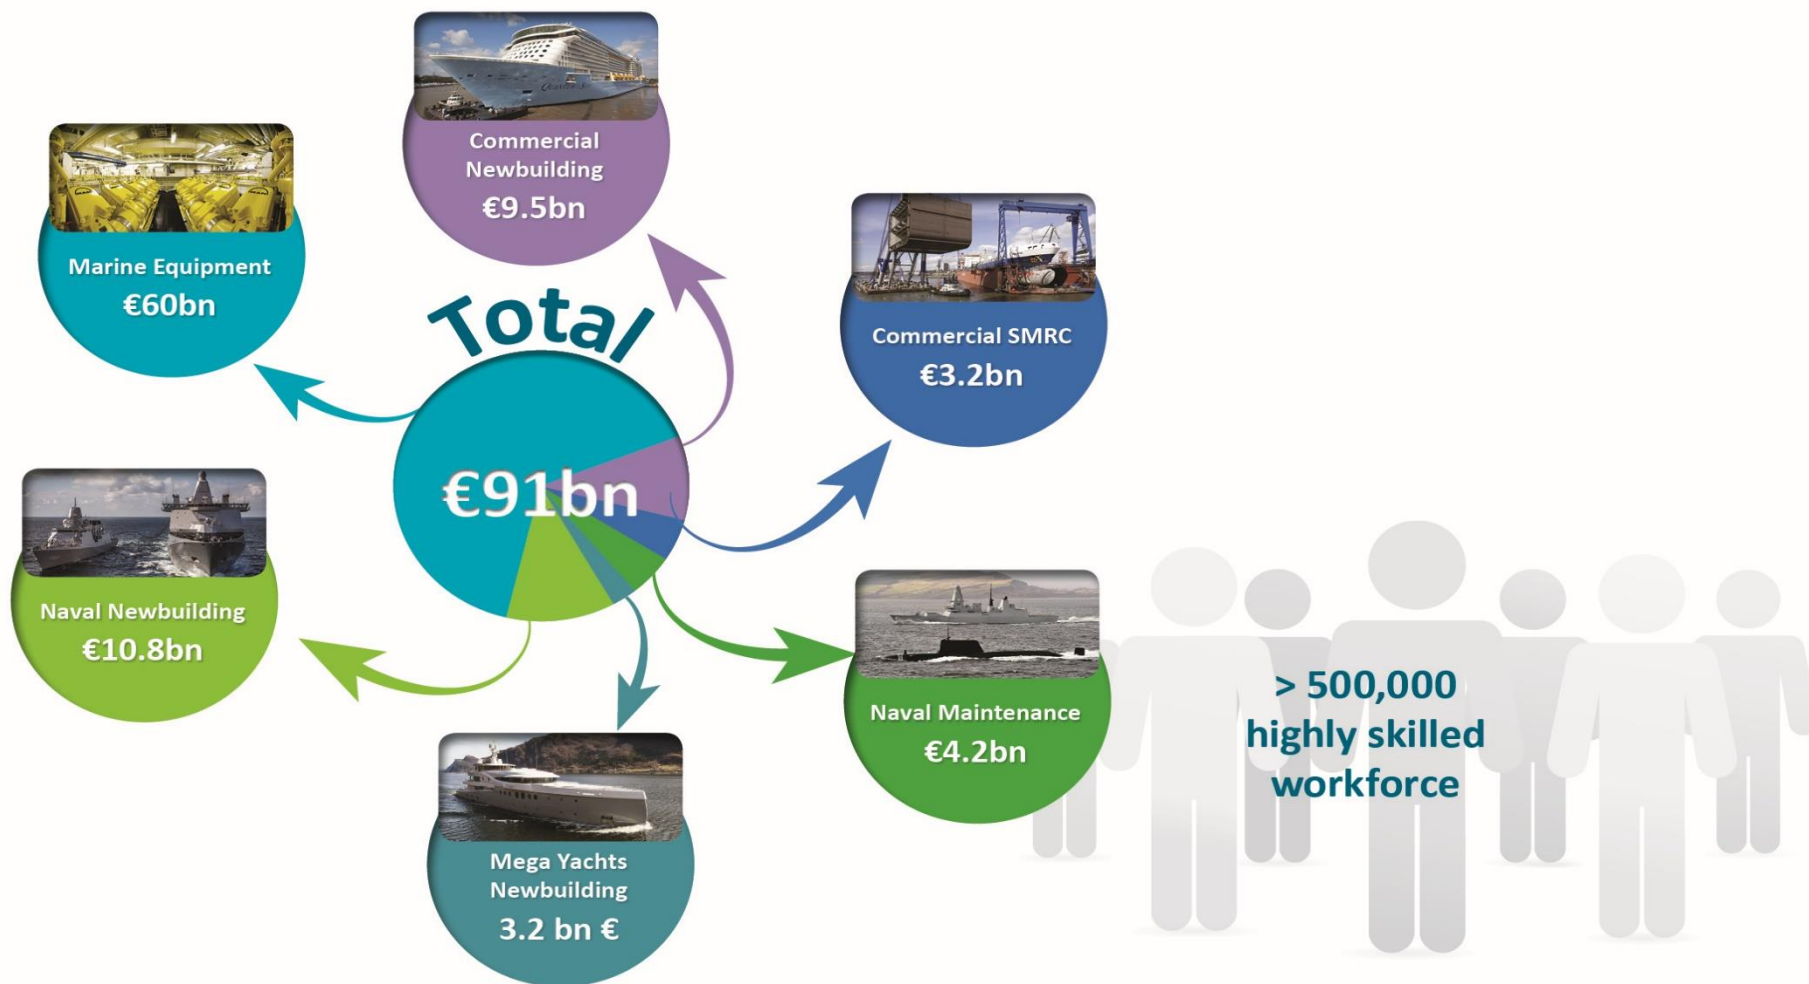 Commercial
Newbuilding
€9.5bn
Marine Equipment
€60bn
Commercial SMRC
€3.2bn
Total
€91bn
Naval Newbuilding
€10.8bn
Naval Maintenance
€4.2bn
> 500,000
highly skilled
workforce
Mega Yachts
Newbuilding
3.2 bn €